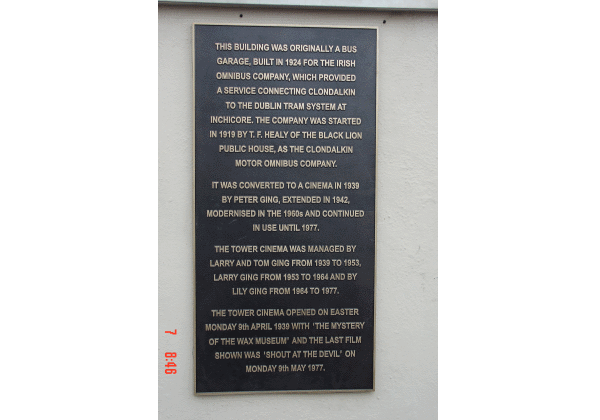 THIS BUILDING WAS ORIGINALLY A BUS
GARAGE, BUILT IN 1924 FOR THE IRISH
OMNIBUS COMPANY, WHICH PROVIDED
A SERVICE CONNECTING CLONDALKIN
TO THE DUBLIN TRAM SYSTEM AT
INCHICORE. THE COMPANY WAS STARTED
IN 1919 BY T. F. HEALY OF THE BLACK LION
PUBLIC HOUSE, AS THE CLONDALKIN
MOTOR OMNIBUS COMPANY.
IT WAS CONVERTED TO A CINEMA IN 1939
BY PETER GING, EXTENDED IN 1942,
MODERNISED IN THE 1960s AND CONTINUED
IN USE UNTIL 1977.
THE TOWER CINEMA WAS MANAGED BY
LARRY AND TOM GING FROM 1939 TO 1953,
LARRY GING FROM 1953 TO 1964 AND BY
LILY GING FROM 1964 TO 1977.
THE TOWER CINEMA OPENED ON EASTER
MONDAY 9th APRIL 1939 WITH 'THE MYSTERY
OF THE WAX MUSEUM' AND THE LAST FILM
SHOWN WAS 'SHOUT AT THE DEVIL' ON
MONDAY 9th MAY 1977.
7 8:46